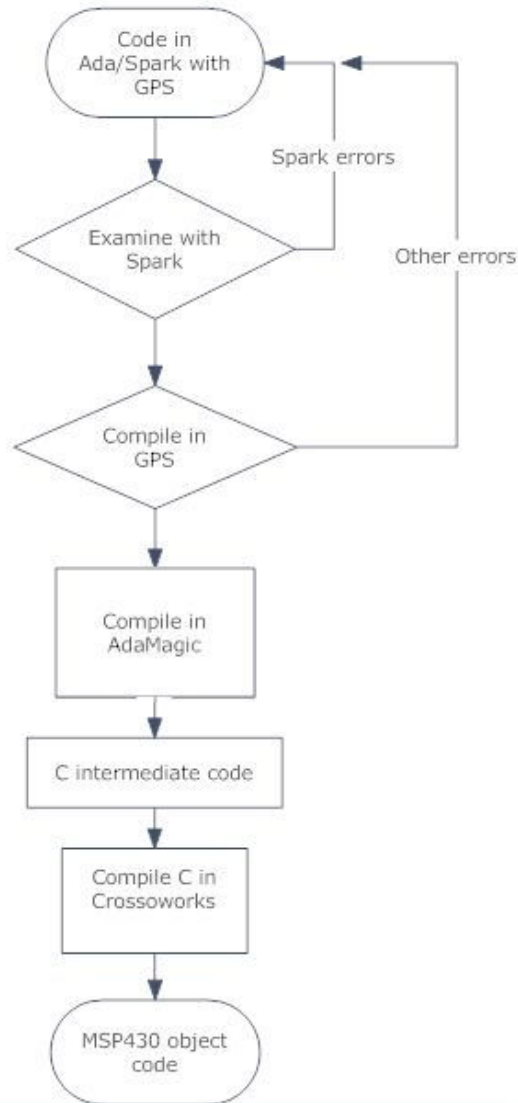 Code in
Ada/Spark with
GPS
Spark errors
Examine with
Spark
Other errors
Compile in
GPS
Compile in
AdaMagic
C intermediate code
Compile C in
Crossoworks
MSP430 object
code